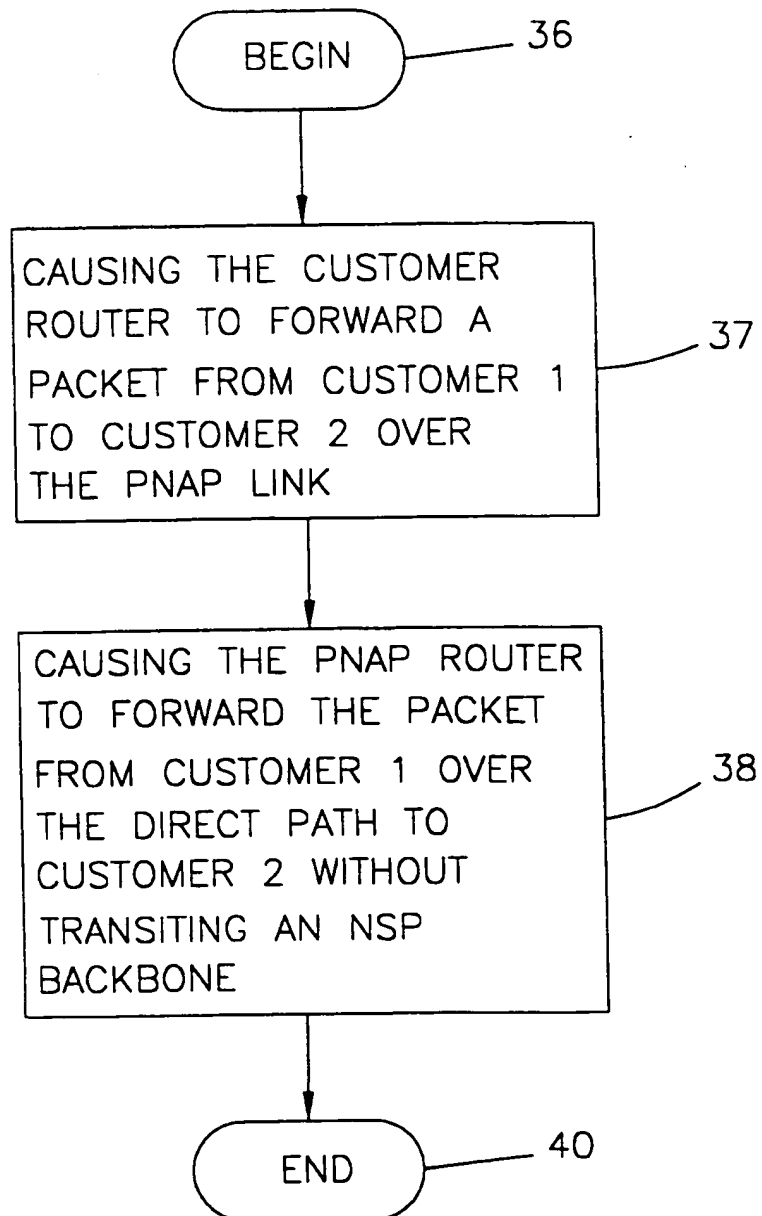 BEGIN
36
CAUSING THE CUSTOMER
ROUTER TO FORWARD A
PACKET FROM CUSTOMER 1
TO CUSTOMER 2 OVER
THE PNAP LINK
37
CAUSING THE PNAP ROUTER
TO FORWARD THE PACKET
FROM CUSTOMER 1 OVER
THE DIRECT PATH TO
CUSTOMER 2 WITHOUT
TRANSITING AN NSP
BACKBONE
38
END
40